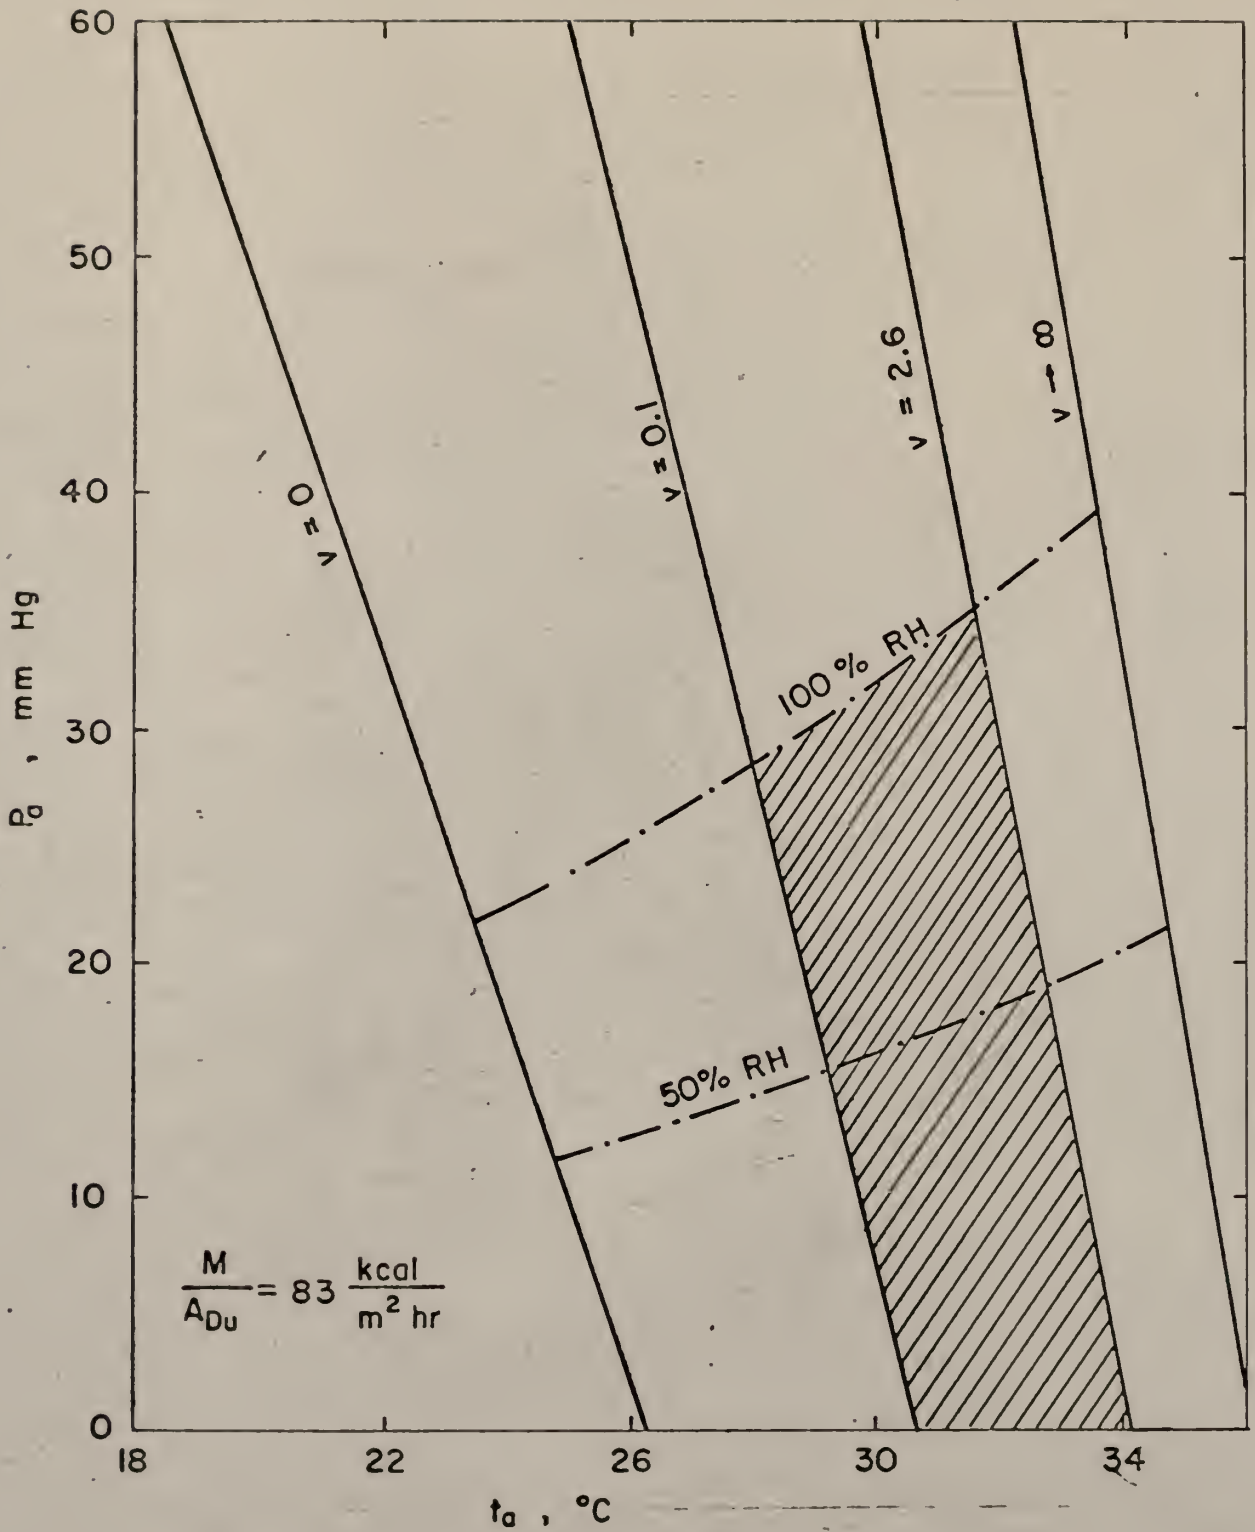 60
50
40
30
20
10
0
Pa , mm Hg
v = 0
v = 0.1
v = 2.6
v → ∞
100 % RH
50% RH
M
A Du = 83 kcal
m² hr
18 22 26 30 34
ta , °C